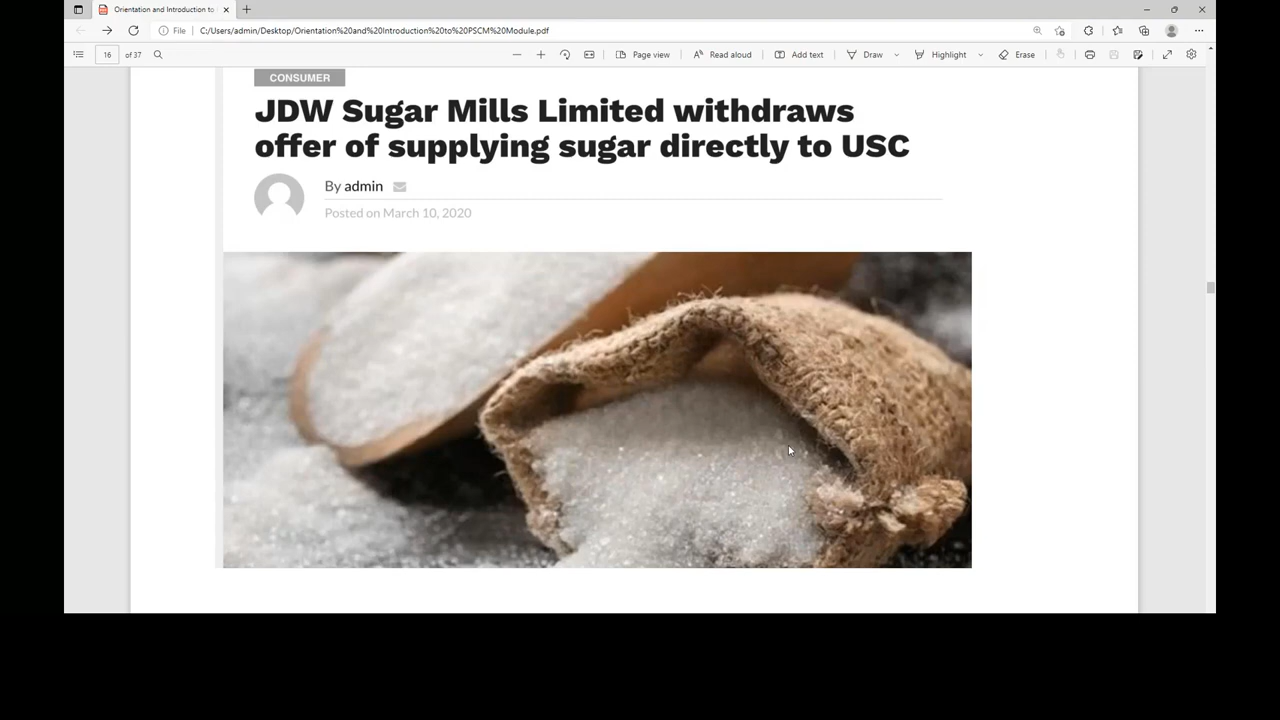 Orientation and Introduction to
File
C:/Users/admin/Desktop/Orientation%20and%20Introduction%20to%20PSCM%20Module.pdf
16 of 37
Page view
Read aloud
Add text
Draw
Highlight
Erase
CONSUMER
JDW Sugar Mills Limited withdraws
offer of supplying sugar directly to USC
By admin
Posted on March 10, 2020